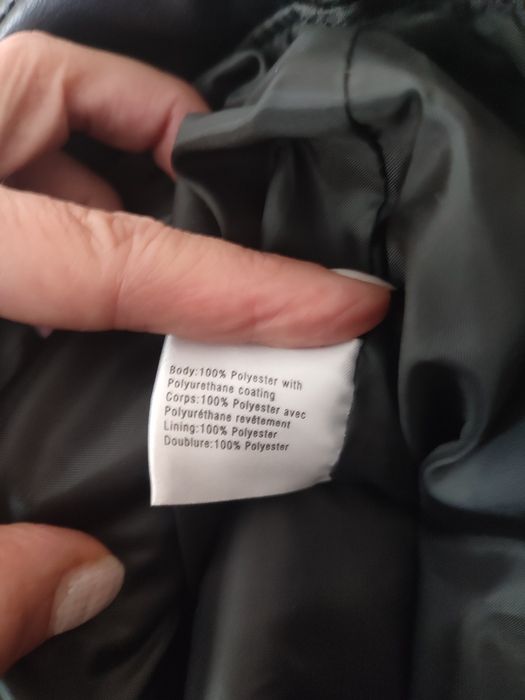 Body:100% Polyester with
Polyurethane coating
Corps:100% Polyester avec
Polyuréthane revêtement
Lining:100% Polyester
Doublure:100% Polyester